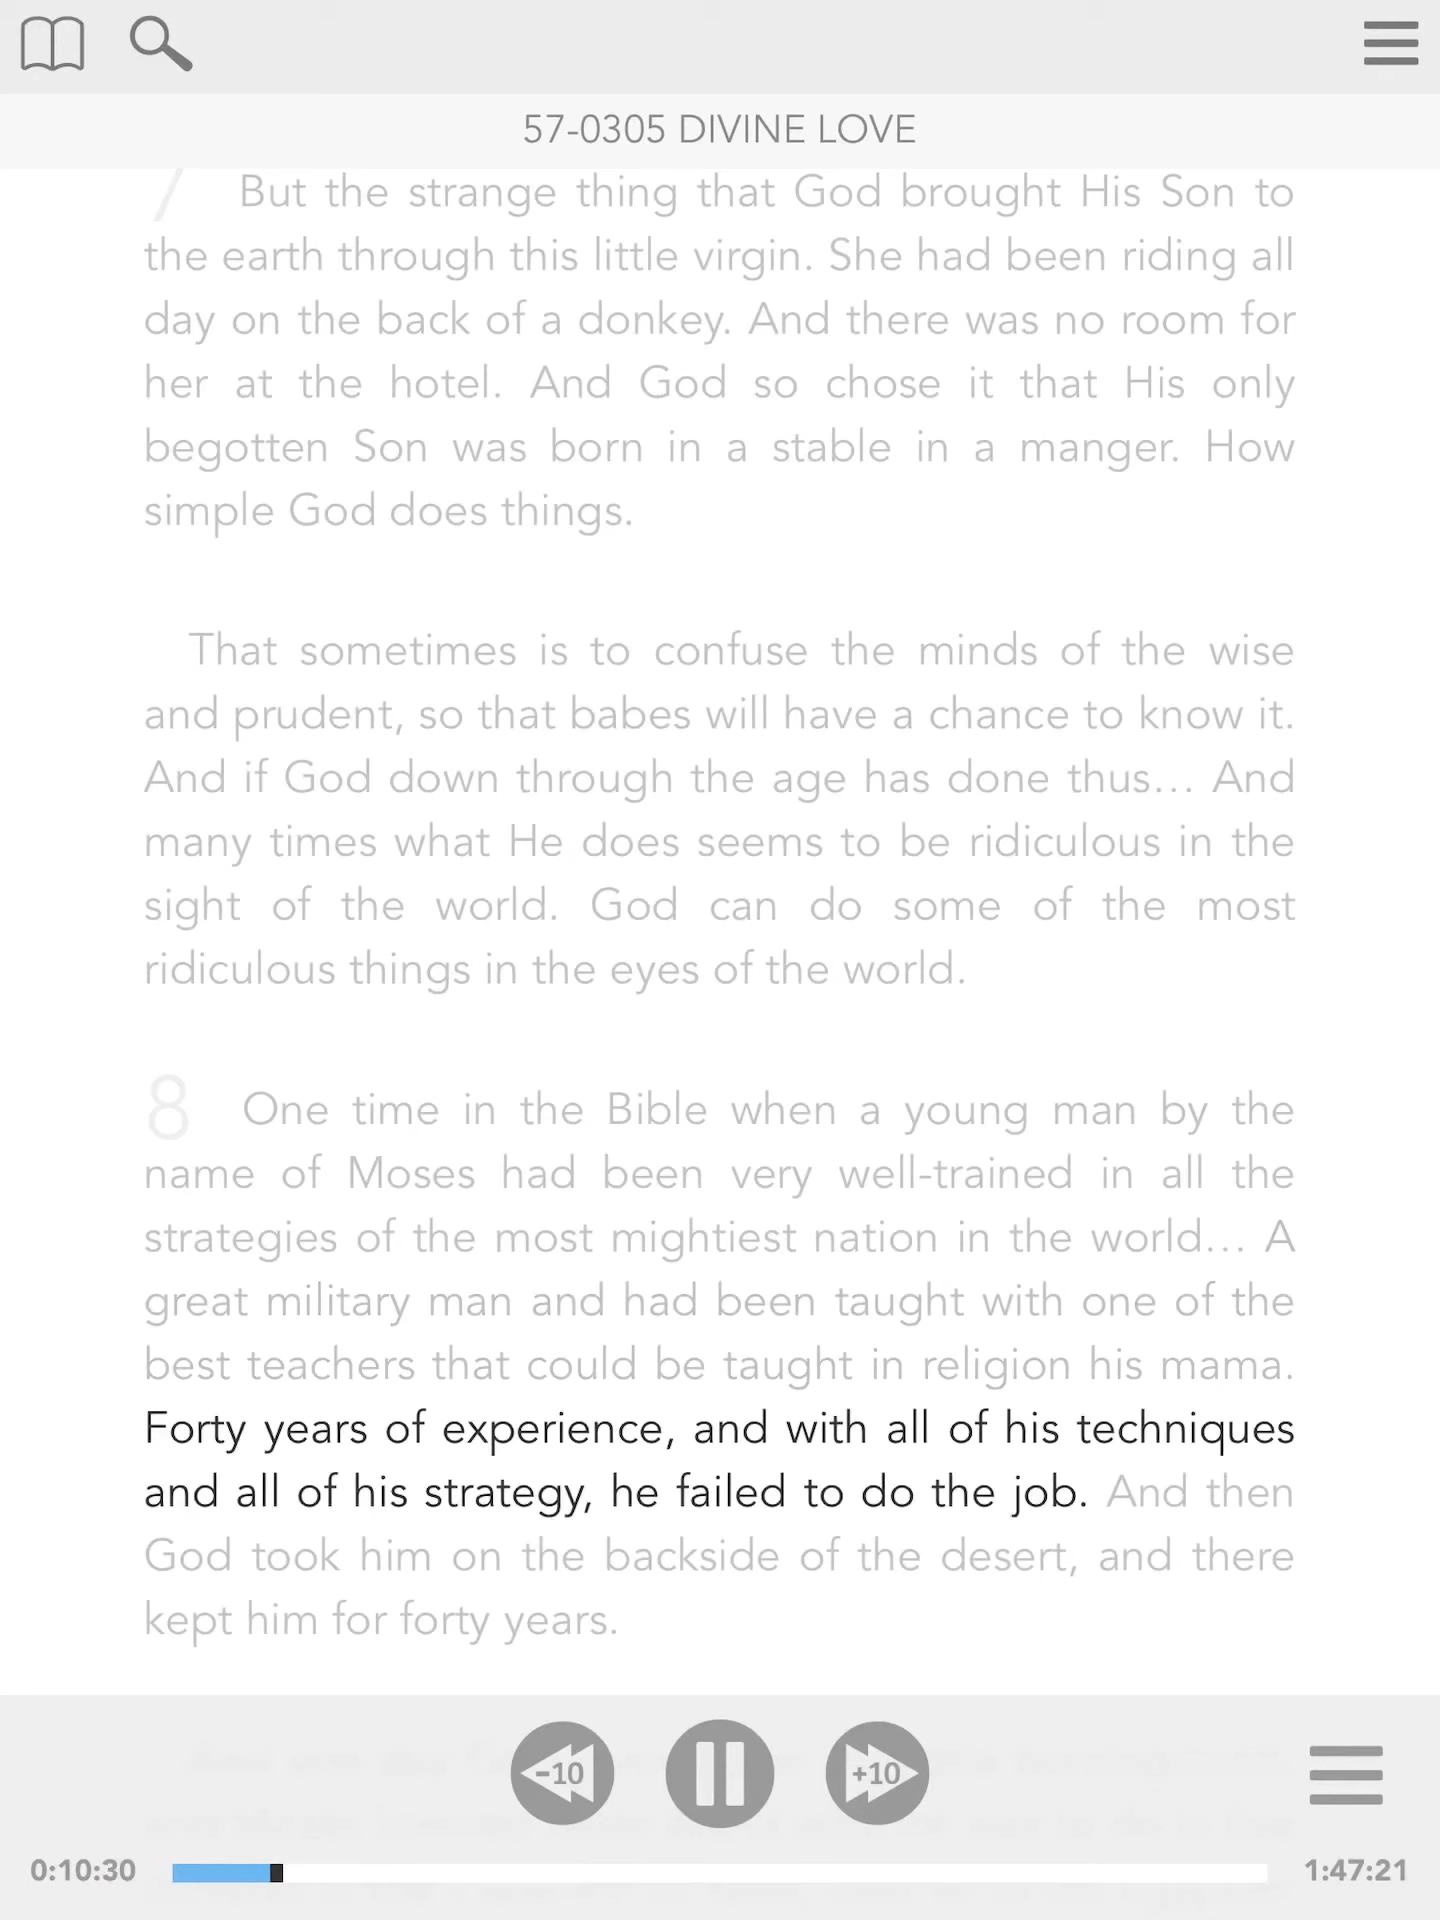 57-0305 DIVINE LOVE
7 But the strange thing that God brought His Son to
the earth through this little virgin. She had been riding all
day on the back of a donkey. And there was no room for
her at the hotel. And God so chose it that His only
begotten Son was born in a stable in a manger. How
simple God does things.
That sometimes is to confuse the minds of the wise
and prudent, so that babes will have a chance to know it.
And if God down through the age has done thus… And
many times what He does seems to be ridiculous in the
sight of the world. God can do some of the most
ridiculous things in the eyes of the world.
8 One time in the Bible when a young man by the
name of Moses had been very well-trained in all the
strategies of the most mightiest nation in the world… A
great military man and had been taught with one of the
best teachers that could be taught in religion his mama.
Forty years of experience, and with all of his techniques
and all of his strategy, he failed to do the job. And then
God took him on the backside of the desert, and there
kept him for forty years.
-10 +10
0:10:30 1:47:21